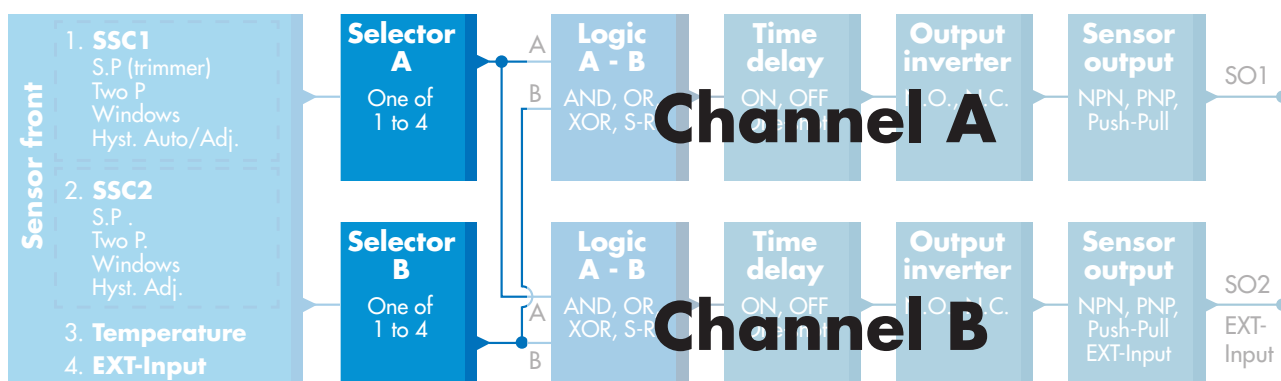 Sensor front
1. SSC1
S.P (trimmer)
Two P
Windows
Hyst. Auto/Adj.
2. SSC2
S.P .
Two P.
Windows
Hyst. Adj.
3. Temperature
4. EXT-Input
Selector
A
One of
1 to 4
A
B
Logic
A - B
AND, OR
XOR, S-R
Time
delay
ON, OFF
Output
inverter
N.C.
Sensor
output
NPN, PNP,
Push-Pull
SO1
Channel A
Selector
B
One of
1 to 4
A
B
Logic
A - B
AND, OR
XOR, S-R
Time
delay
ON, OFF
Output
inverter
N.C.
Sensor
output
NPN, PNP,
Push-Pull
EXT-Input
SO2
EXT-
Input
Channel B